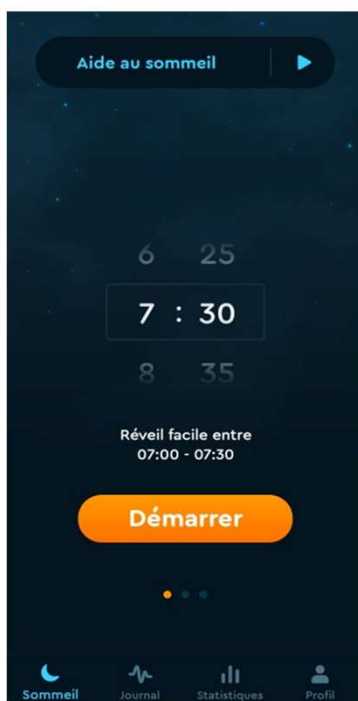 Aide au sommeil
6 25
7 : 30
8 35
Réveil facile entre
07:00 - 07:30
Démarrer
Sommeil Journal Statistiques Profil